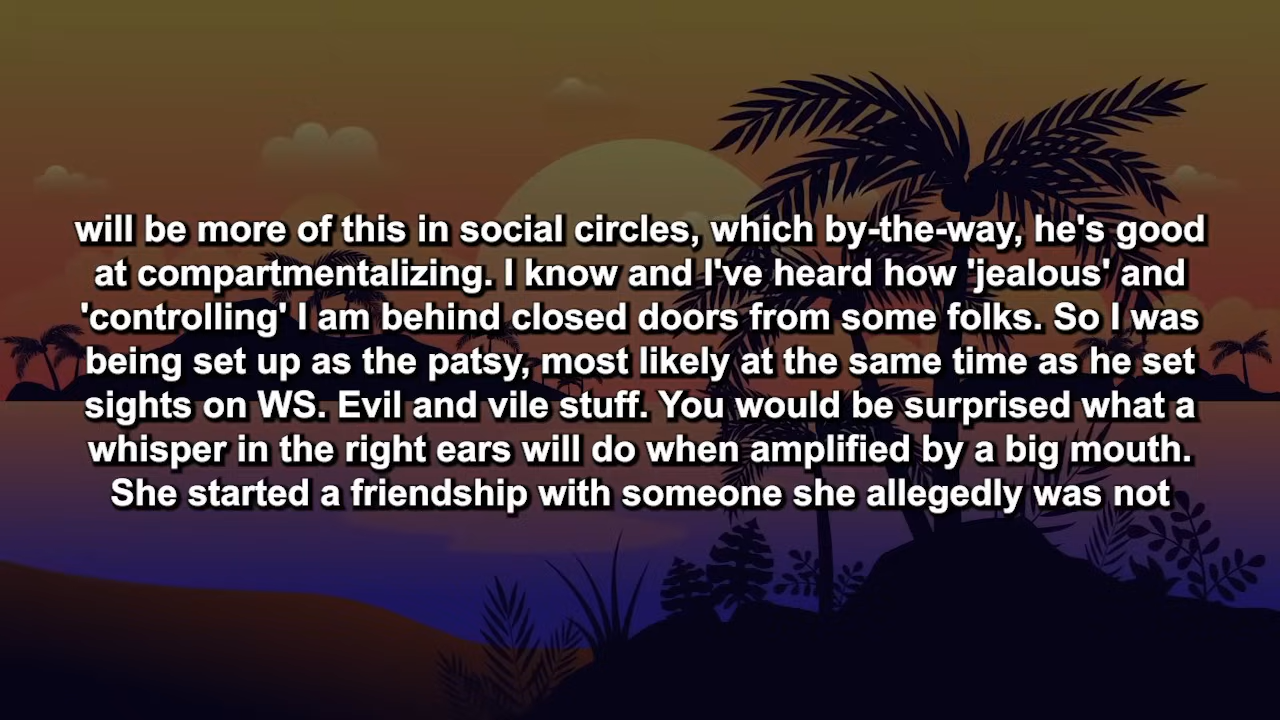 will be more of this in social circles, which by-the-way, he's good
at compartmentalizing. I know and I've heard how 'jealous' and
'controlling' I am behind closed doors from some folks. So I was
being set up as the patsy, most likely at the same time as he set
sights on WS. Evil and vile stuff. You would be surprised what a
whisper in the right ears will do when amplified by a big mouth.
She started a friendship with someone she allegedly was not